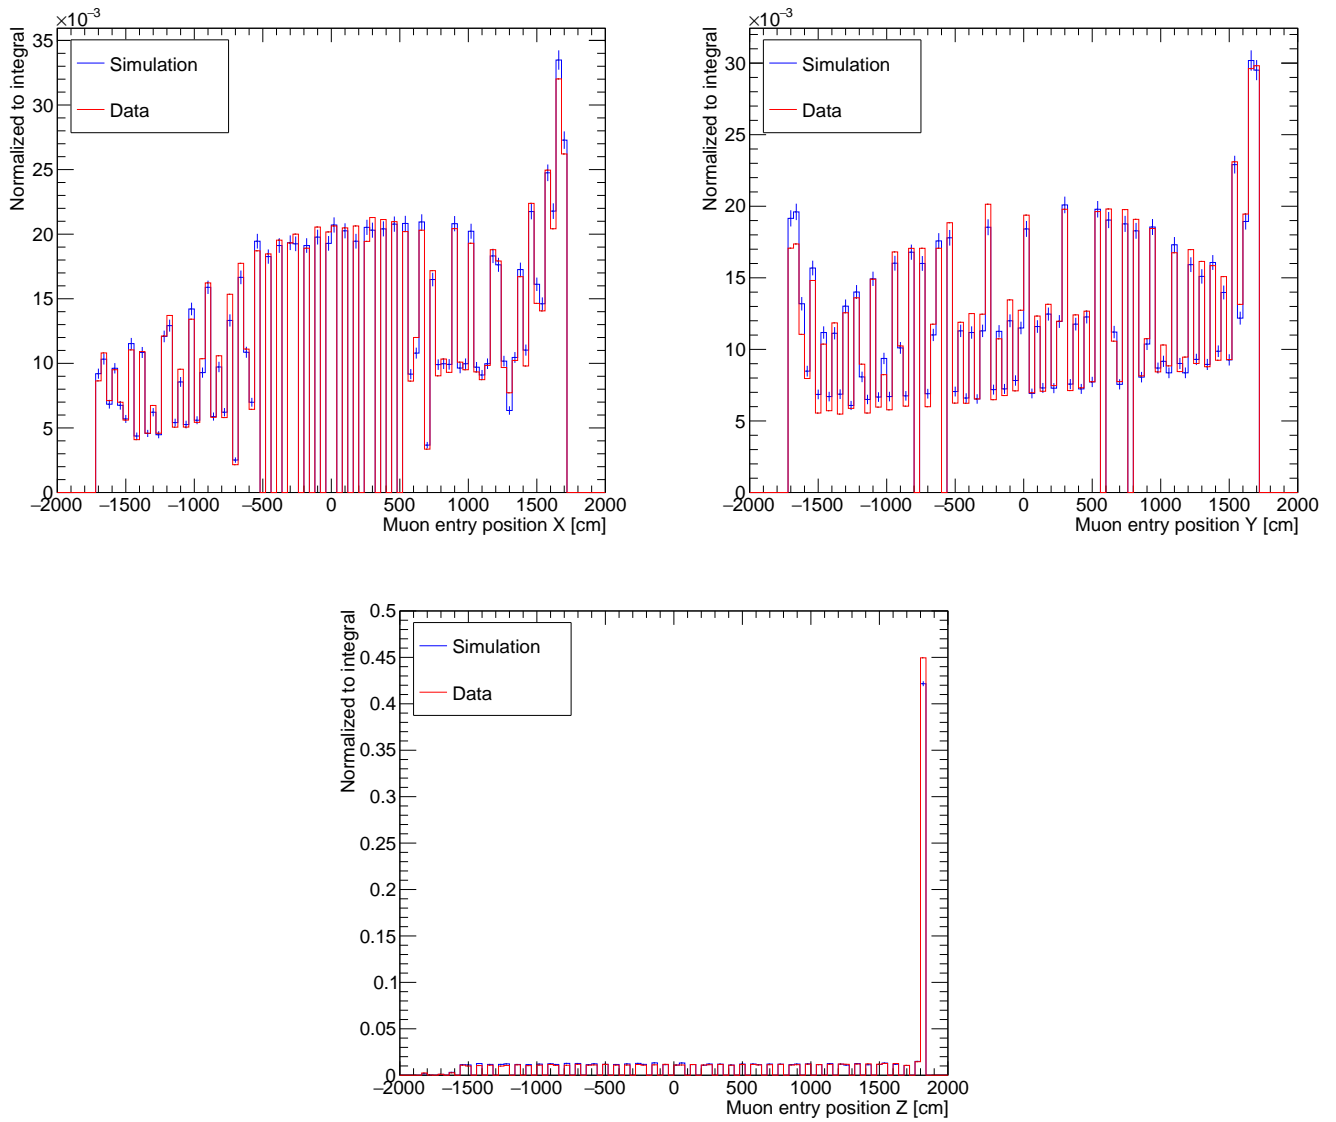 ×10⁻³
Normalized to integral
35
30
25
20
15
10
5
0
Simulation
Data
−2000 −1500 −1000 −500 0 500 1000 1500 2000
Muon entry position X [cm]
×10⁻³
Normalized to integral
30
25
20
15
10
5
0
Simulation
Data
−2000 −1500 −1000 −500 0 500 1000 1500 2000
Muon entry position Y [cm]
Normalized to integral
0.5
0.45
0.4
0.35
0.3
0.25
0.2
0.15
0.1
0.05
0
Simulation
Data
−2000 −1500 −1000 −500 0 500 1000 1500 2000
Muon entry position Z [cm]